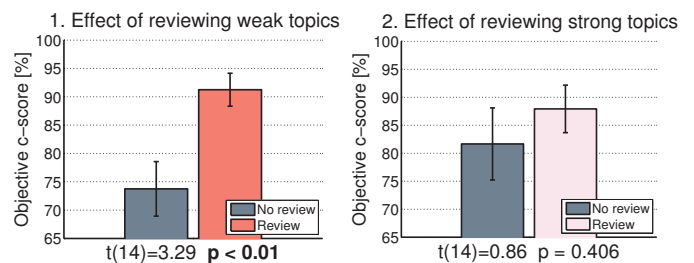 1. Effect of reviewing weak topics
Objective c−score [%]
100
95
90
85
80
75
70
65
No review
Review
t(14)=3.29 p < 0.01
2. Effect of reviewing strong topics
Objective c−score [%]
100
95
90
85
80
75
70
65
No review
Review
t(14)=0.86 p = 0.406